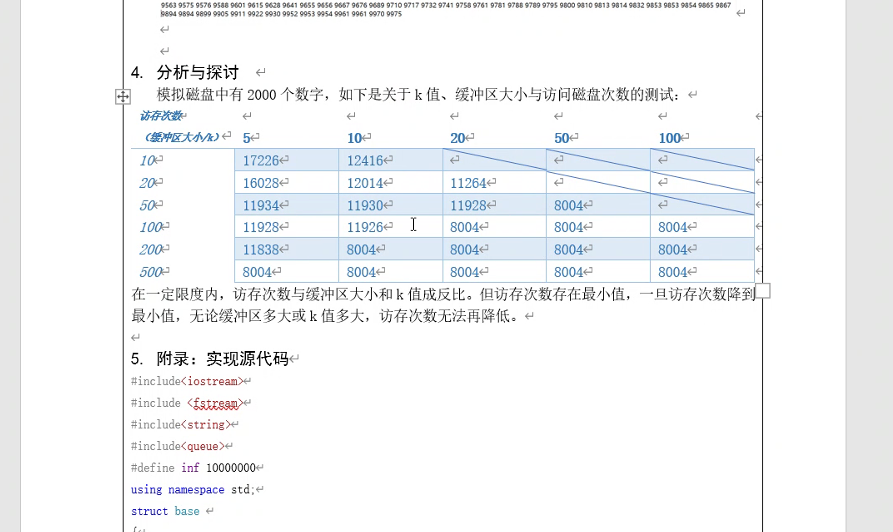 9563 9575 9576 9588 9601 9615 9628 9641 9655 9656 9667 9676 9689 9710 9717 9732 9741 9758 9761 9781 9788 9789 9795 9800 9810 9813 9814 9832 9853 9853 9854 9865 9867
9894 9894 9899 9905 9911 9922 9930 9952 9953 9954 9961 9961 9970 9975
4. 分析与探讨
模拟磁盘中有 2000 个数字，如下是关于 k 值、缓冲区大小与访问磁盘次数的测试：
访存次数
（缓冲区大小/k） 5 10 20 50 100
10 17226 12416
20 16028 12014 11264
50 11934 11930 11928 8004
100 11928 11926 8004 8004 8004
200 11838 8004 8004 8004 8004
500 8004 8004 8004 8004 8004
在一定限度内，访存次数与缓冲区大小和 k 值成反比。但访存次数存在最小值，一旦访存次数降到
最小值，无论缓冲区多大或 k 值多大，访存次数无法再降低。
5. 附录：实现源代码
#include<iostream>
#include <fstream>
#include<string>
#include<queue>
#define inf 10000000
using namespace std;
struct base
{